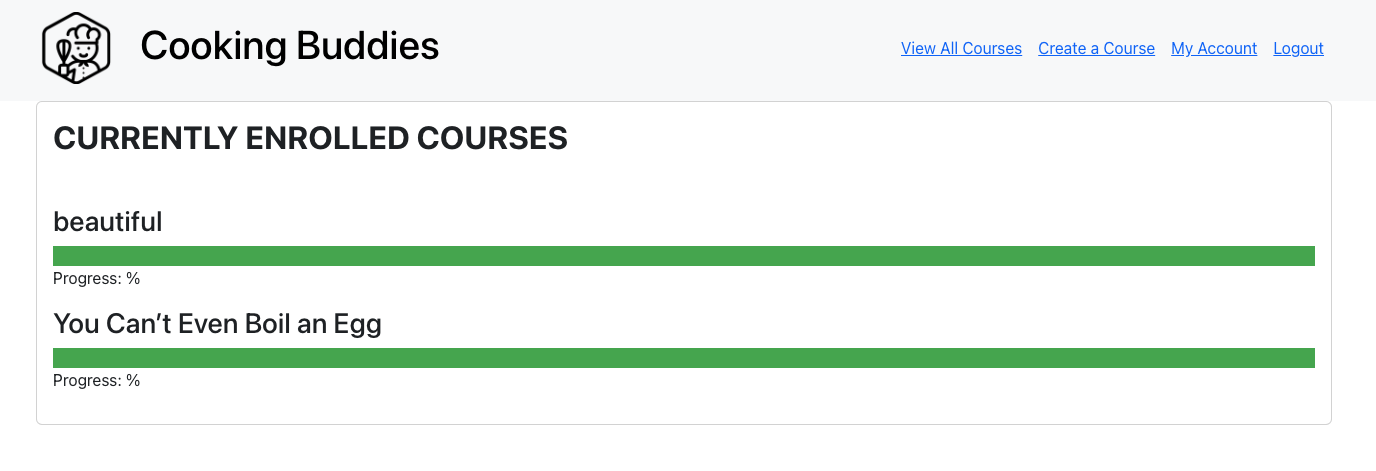 Cooking Buddies
View All Courses Create a Course My Account Logout
CURRENTLY ENROLLED COURSES
beautiful
Progress: %
You Can’t Even Boil an Egg
Progress: %